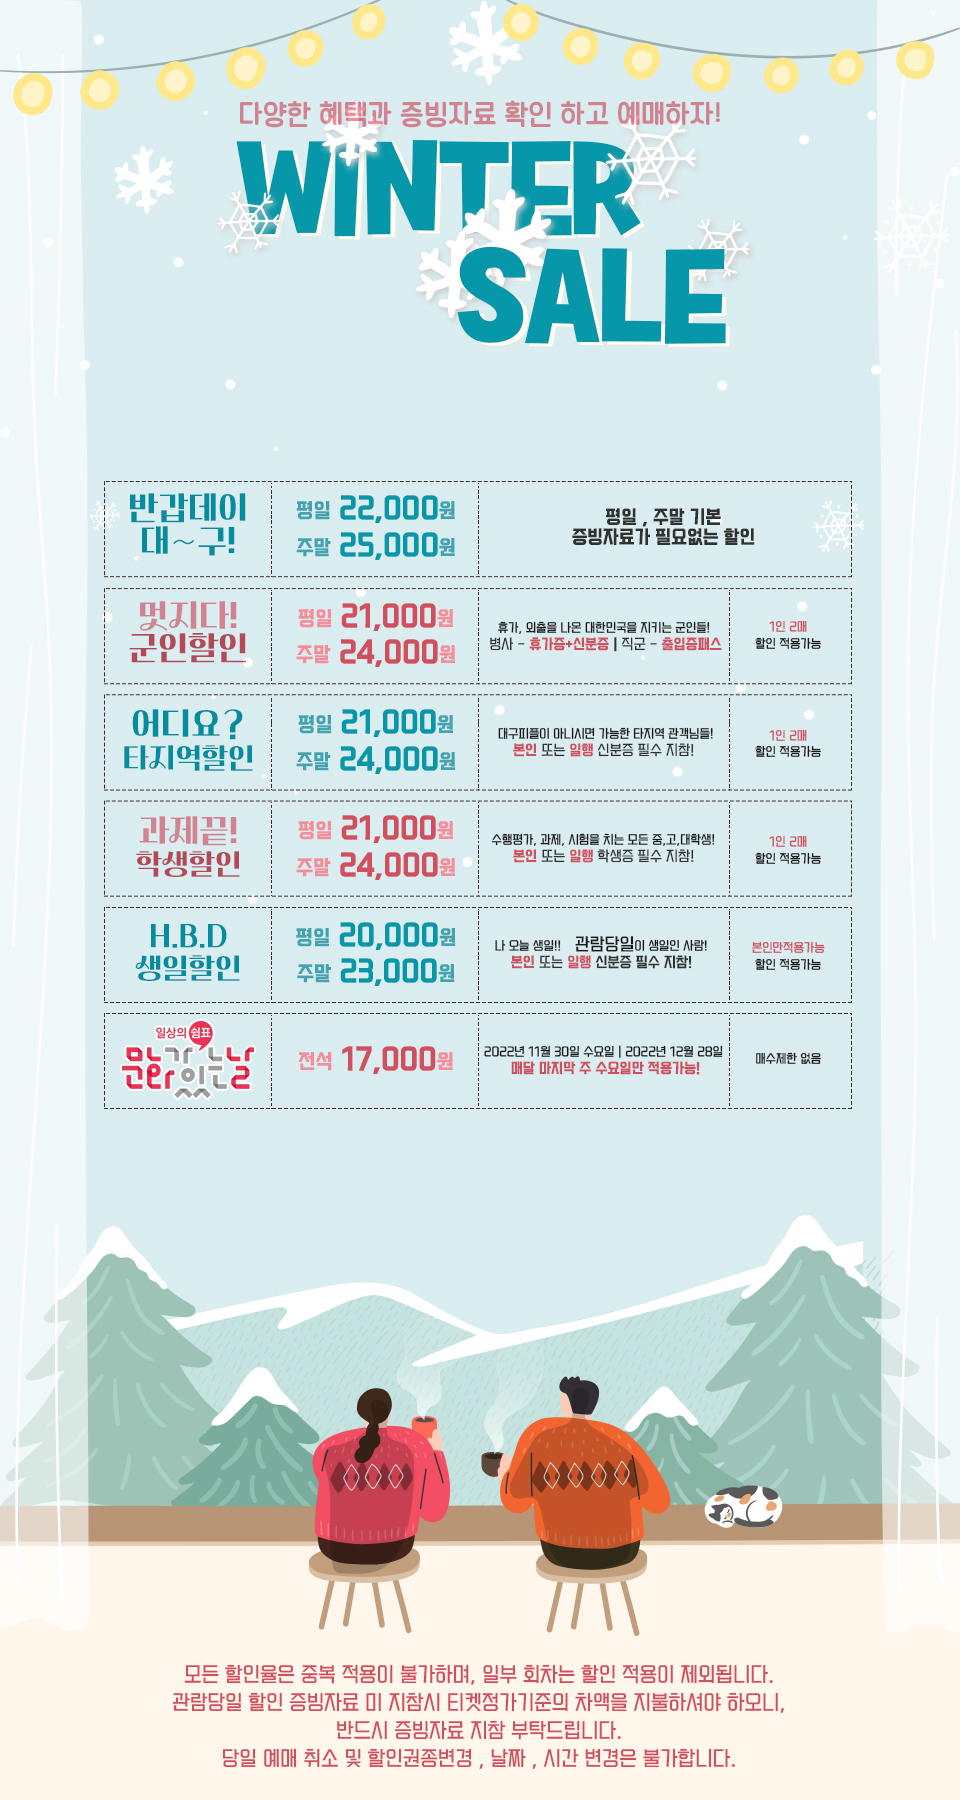 다양한 혜택과 증빙자료 확인 하고 예매하자!
WINTER
SALE
반값데이
대~구!
평일 22,000원
주말 25,000원
평일 , 주말 기본
증빙자료가 필요없는 할인
멋지다!
군인할인
평일 21,000원
주말 24,000원
휴가, 외출을 나온 대한민국을 지키는 군인들!
병사 - 휴가증+신분증 | 직군 - 출입증패스
1인 2매
할인 적용가능
어디요?
타지역할인
평일 21,000원
주말 24,000원
대구피플이 아니시면 가능한 타지역 관객님들!
본인 또는 일행 신분증 필수 지참!
1인 2매
할인 적용가능
과제끝!
학생할인
평일 21,000원
주말 24,000원
수행평가, 과제, 시험을 치는 모든 중,고,대학생!
본인 또는 일행 학생증 필수 지참!
1인 2매
할인 적용가능
H.B.D
생일할인
평일 20,000원
주말 23,000원
나 오늘 생일!! 관람당일이 생일인 사람!
본인 또는 일행 신분증 필수 지참!
본인만적용가능
할인 적용가능
일상의 쉼표
문화가 있는 날
전석 17,000원
2022년 11월 30일 수요일 | 2022년 12월 28일
매달 마지막 주 수요일만 적용가능!
매수제한 없음
모든 할인율은 중복 적용이 불가하며, 일부 회차는 할인 적용이 제외됩니다.
관람당일 할인 증빙자료 미 지참시 티켓정가기준의 차액을 지불하셔야 하오니,
반드시 증빙자료 지참 부탁드립니다.
당일 예매 취소 및 할인권종변경 , 날짜 , 시간 변경은 불가합니다.